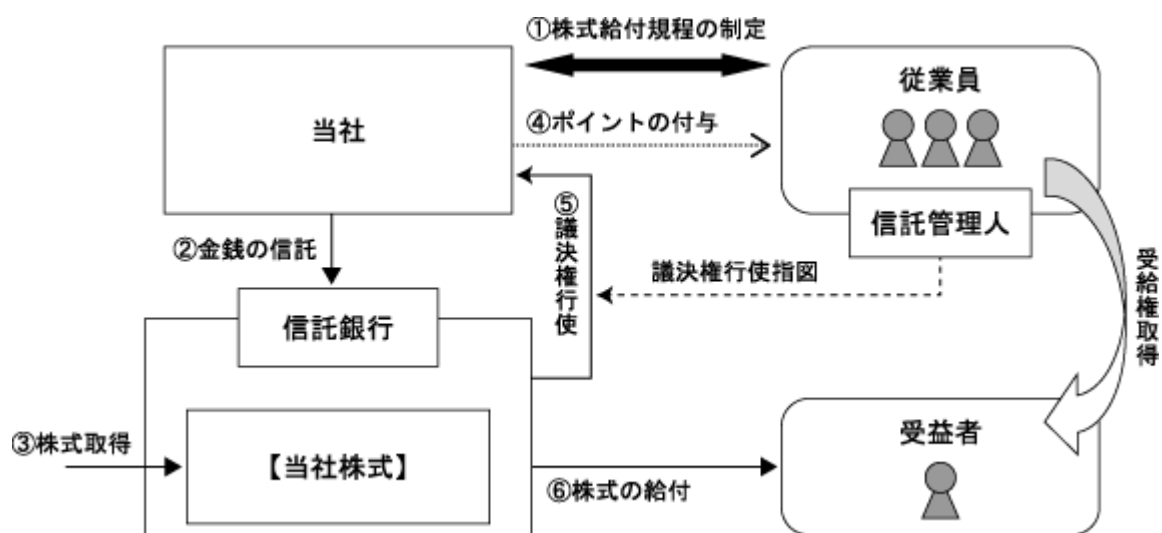 ①株式給付規程の制定
従業員
当社
④ポイントの付与
⑤議決権行使
信託管理人
②金銭の信託
議決権行使指図
受給権取得
信託銀行
③株式取得
【当社株式】
受益者
⑥株式の給付